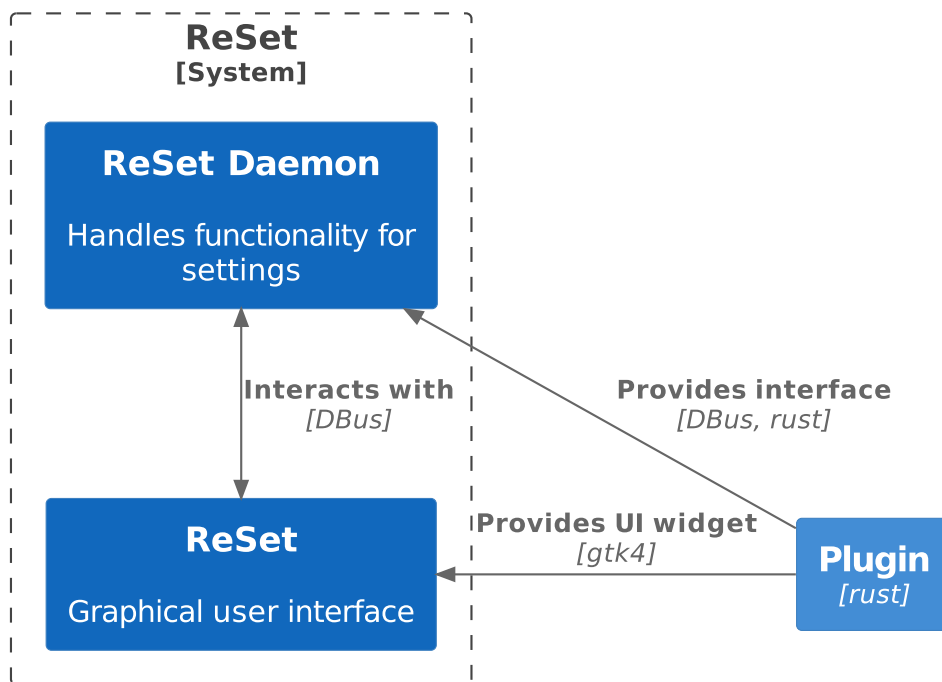 ReSet
[System]
ReSet Daemon
Handles functionality for
settings
Interacts with
[DBus]
Provides interface
[DBus, rust]
ReSet
Graphical user interface
Provides UI widget
[gtk4]
Plugin
[rust]